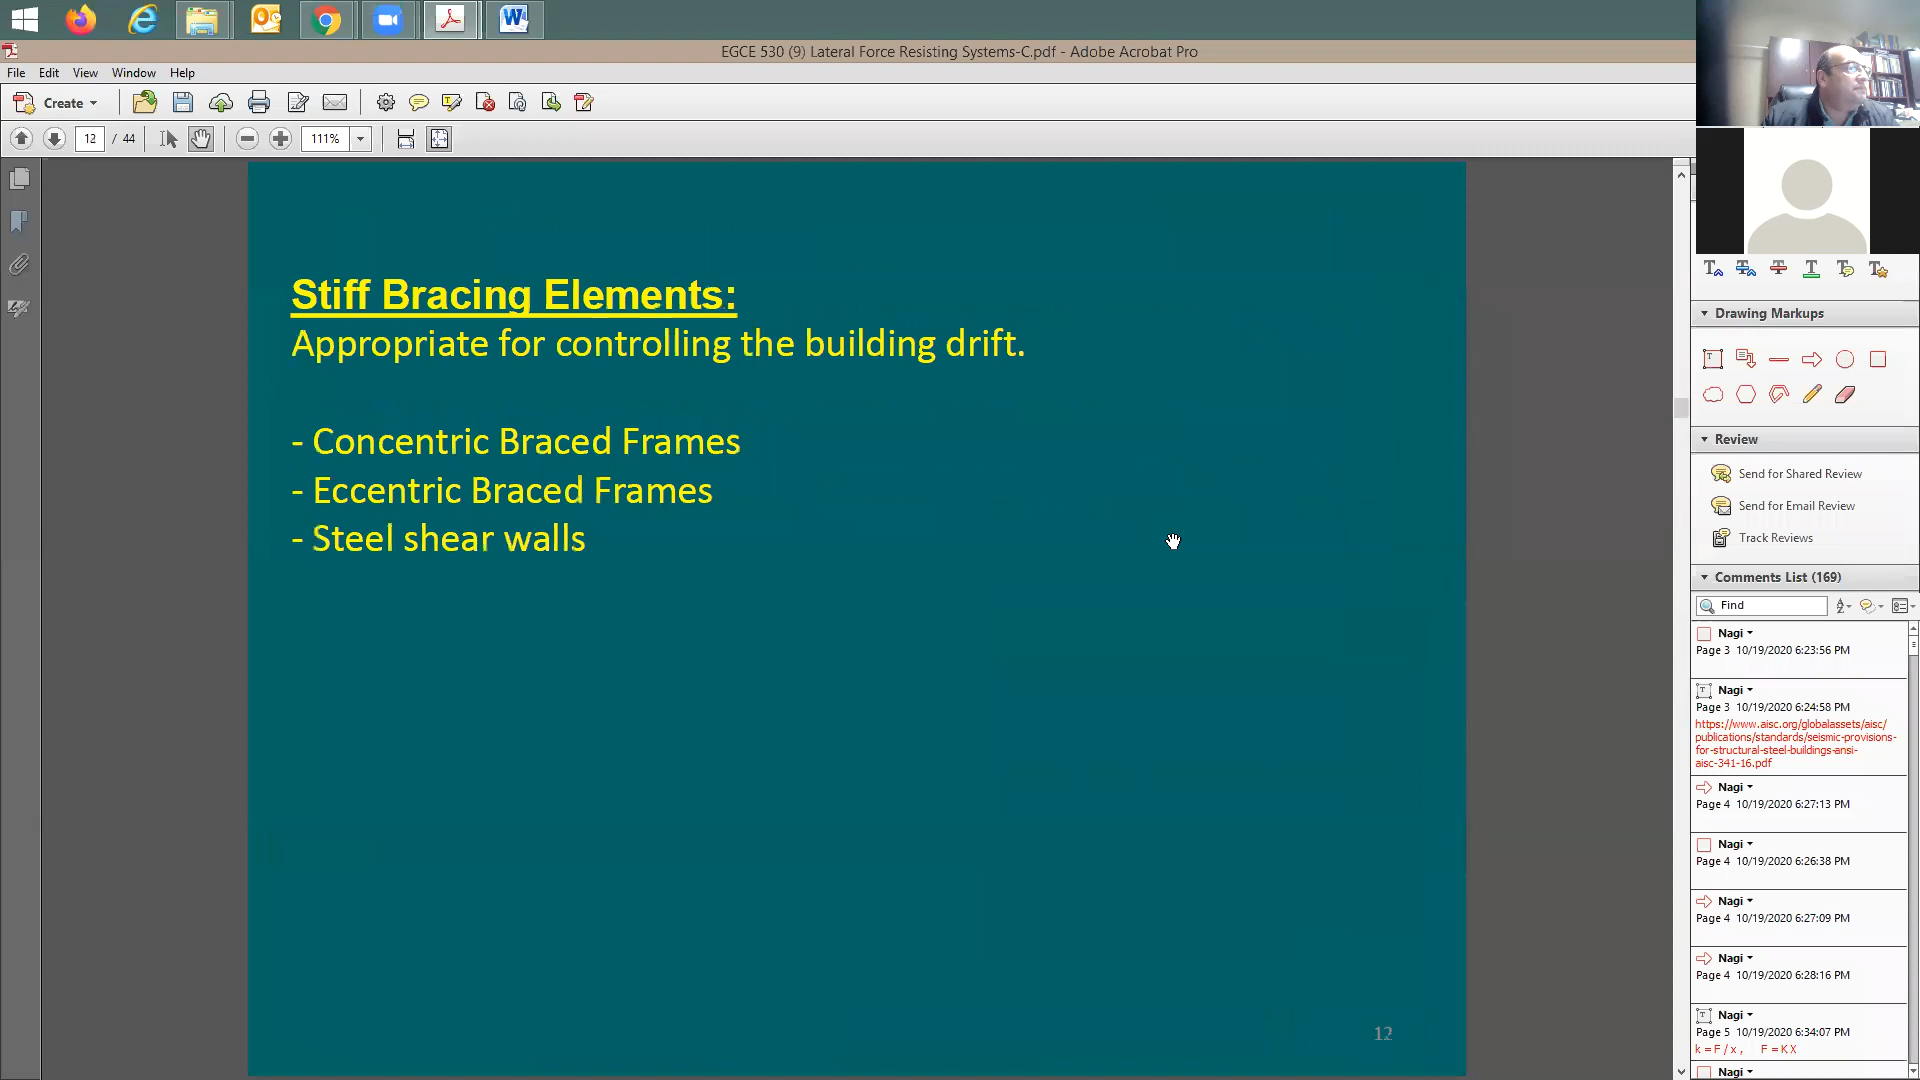 EGCE 530 (9) Lateral Force Resisting Systems-C.pdf - Adobe Acrobat Pro
File Edit View Window Help
Create
12 / 44 111%
Stiff Bracing Elements:
Appropriate for controlling the building drift.
- Concentric Braced Frames
- Eccentric Braced Frames
- Steel shear walls
12
Drawing Markups
Review
Send for Shared Review
Send for Email Review
Track Reviews
Comments List (169)
Find
Nagi
Page 3 10/19/2020 6:23:56 PM
Nagi
Page 3 10/19/2020 6:24:58 PM
https://www.aisc.org/globalassets/aisc/
publications/standards/seismic-provisions-
for-structural-steel-buildings-ansi-
aisc-341-16.pdf
Nagi
Page 4 10/19/2020 6:27:13 PM
Nagi
Page 4 10/19/2020 6:26:38 PM
Nagi
Page 4 10/19/2020 6:27:09 PM
Nagi
Page 4 10/19/2020 6:28:16 PM
Nagi
Page 5 10/19/2020 6:34:07 PM
k = F / x , F = K X
Nagi